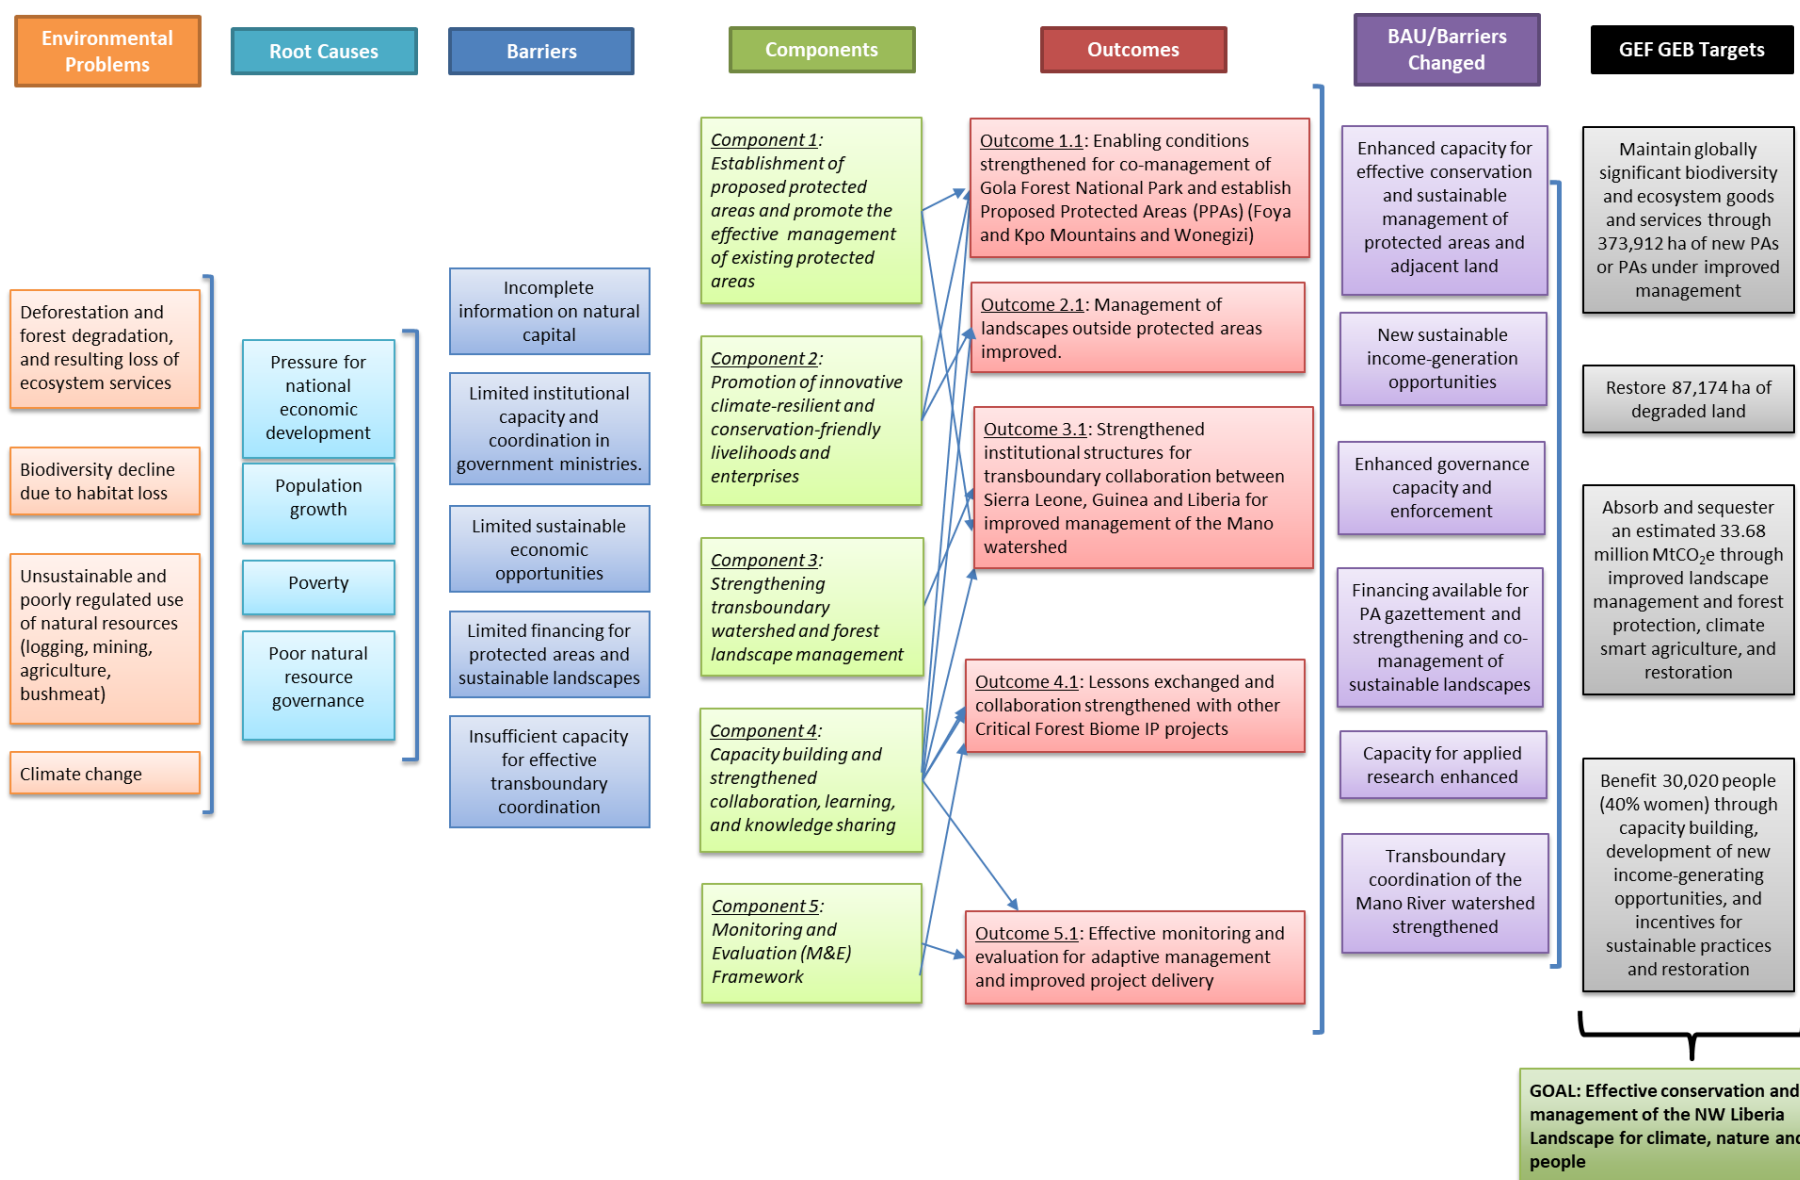 Environmental
Problems
Root Causes
Barriers
Components
Outcomes
BAU/Barriers
Changed
GEF GEB Targets
Deforestation and
forest degradation,
and resulting loss of
ecosystem services
Biodiversity decline
due to habitat loss
Unsustainable and
poorly regulated use
of natural resources
(logging, mining,
agriculture,
bushmeat)
Climate change
Pressure for
national
economic
development
Population
growth
Poverty
Poor natural
resource
governance
Incomplete
information on natural
capital
Limited institutional
capacity and
coordination in
government ministries.
Limited sustainable
economic
opportunities
Limited financing for
protected areas and
sustainable landscapes
Insufficient capacity
for effective
transboundary
coordination
Component 1:
Establishment of
proposed protected
areas and promote the
effective management
of existing protected
areas
Component 2:
Promotion of innovative
climate-resilient and
conservation-friendly
livelihoods and
enterprises
Component 3:
Strengthening
transboundary
watershed and forest
landscape management
Component 4:
Capacity building and
strengthened
collaboration, learning,
and knowledge sharing
Component 5:
Monitoring and
Evaluation (M&E)
Framework
Outcome 1.1: Enabling conditions
strengthened for co-management of
Gola Forest National Park and establish
Proposed Protected Areas (PPAs) (Foya
and Kpo Mountains and Wonegizi)
Outcome 2.1: Management of
landscapes outside protected areas
improved.
Outcome 3.1: Strengthened
institutional structures for
transboundary collaboration between
Sierra Leone, Guinea and Liberia for
improved management of the Mano
watershed
Outcome 4.1: Lessons exchanged and
collaboration strengthened with other
Critical Forest Biome IP projects
Outcome 5.1: Effective monitoring and
evaluation for adaptive management
and improved project delivery
Enhanced capacity for
effective conservation
and sustainable
management of
protected areas and
adjacent land
New sustainable
income-generation
opportunities
Enhanced governance
capacity and
enforcement
Financing available for
PA gazettement and
strengthening and co-
management of
sustainable landscapes
Capacity for applied
research enhanced
Transboundary
coordination of the
Mano River watershed
strengthened
Maintain globally
significant biodiversity
and ecosystem goods
and services through
373,912 ha of new PAs
or PAs under improved
management
Restore 87,174 ha of
degraded land
Absorb and sequester
an estimated 33.68
million MtCO₂e through
improved landscape
management and forest
protection, climate
smart agriculture, and
restoration
Benefit 30,020 people
(40% women) through
capacity building,
development of new
income-generating
opportunities, and
incentives for
sustainable practices
and restoration
GOAL: Effective conservation and
management of the NW Liberia
Landscape for climate, nature and
people